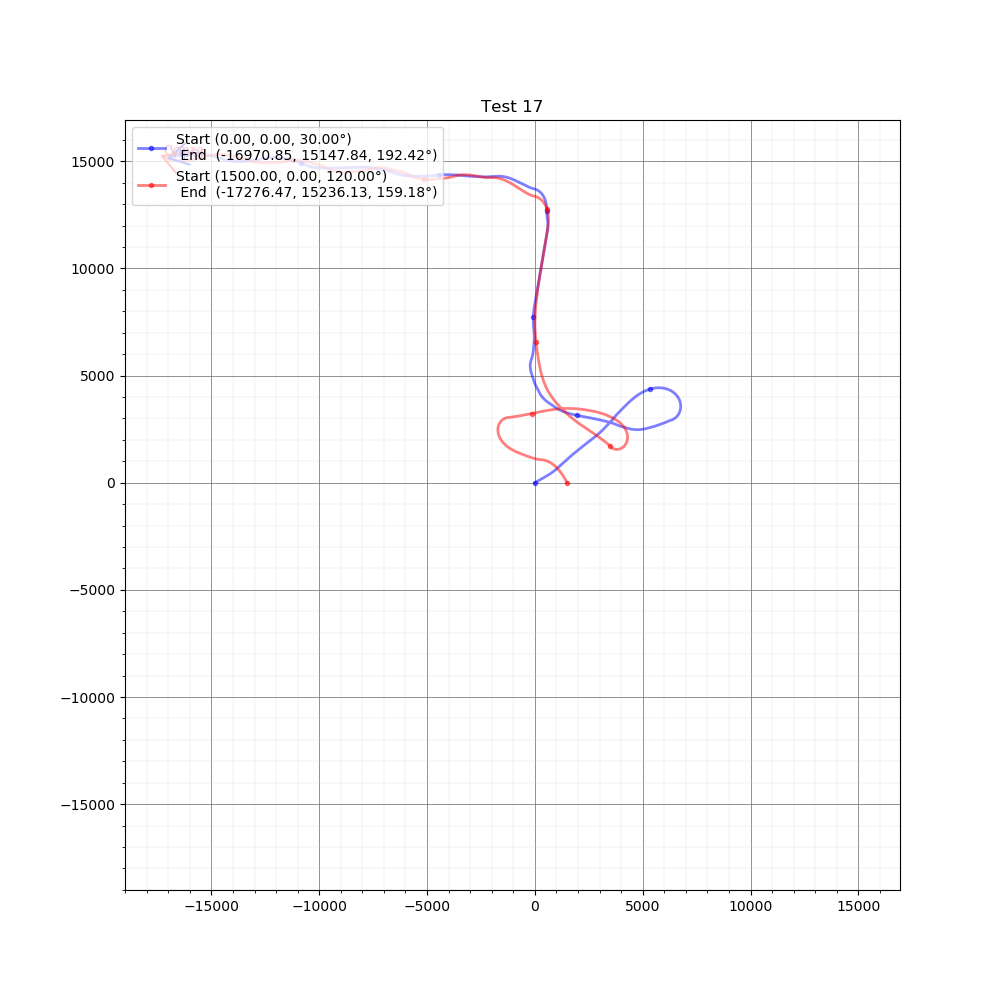 Test 17
Start (0.00, 0.00, 30.00°)
End (-16970.85, 15147.84, 192.42°)
Start (1500.00, 0.00, 120.00°)
End (-17276.47, 15236.13, 159.18°)
15000
10000
5000
0
−5000
−10000
−15000
−15000 −10000 −5000 0 5000 10000 15000